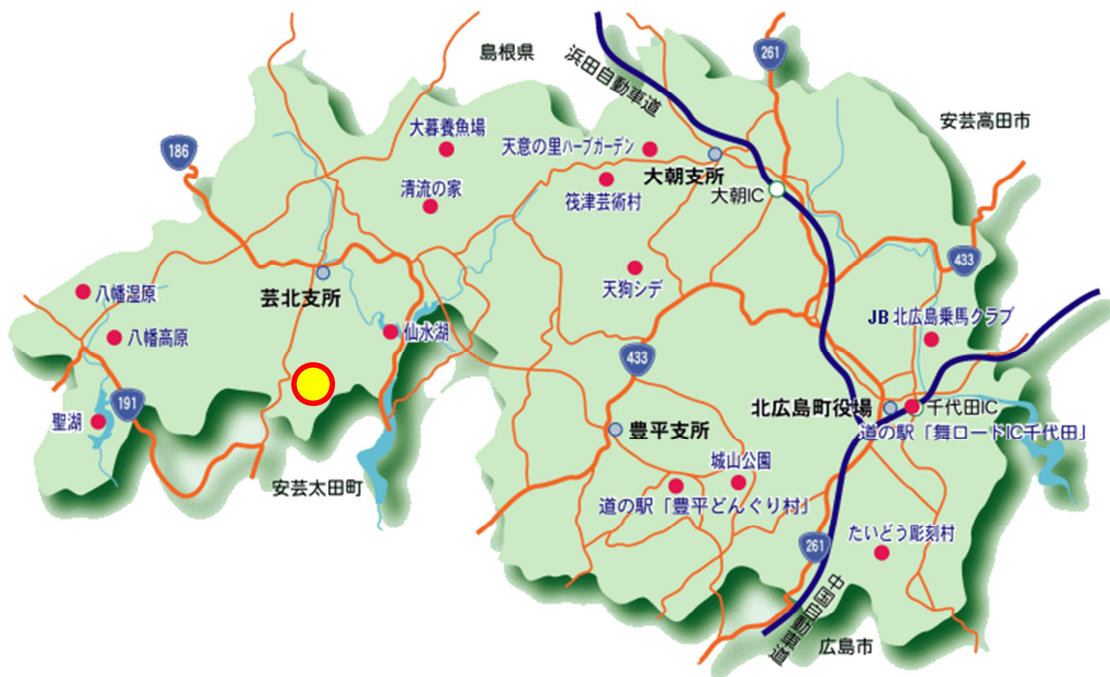 島根県
浜田自動車道
261
安芸高田市
186
大暮養魚場
天意の里ハーブガーデン
大朝支所
清流の家
筏津芸術村
大朝IC
433
八幡湿原
芸北支所
天狗シデ
八幡高原
仙水湖
JB 北広島乗馬クラブ
433
191
聖湖
北広島町役場
千代田IC
豊平支所
道の駅「舞ロードIC千代田」
城山公園
安芸太田町
道の駅「豊平どんぐり村」
261
たいどう彫刻村
中国自動車道
広島市